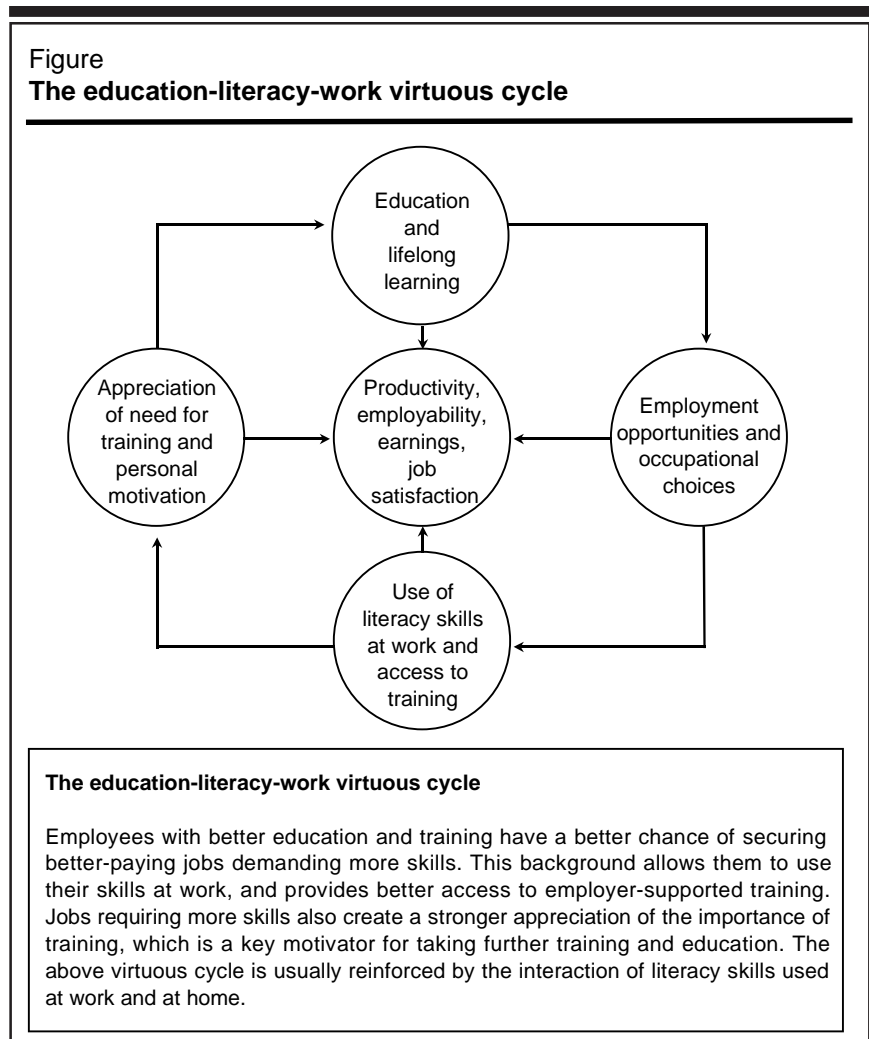 Figure
The education-literacy-work virtuous cycle
Education
and
lifelong
learning
Appreciation
of need for
training and
personal
motivation
Productivity,
employability,
earnings,
job
satisfaction
Employment
opportunities and
occupational
choices
Use of
literacy skills
at work and
access to
training
The education-literacy-work virtuous cycle
Employees with better education and training have a better chance of securing
better-paying jobs demanding more skills. This background allows them to use
their skills at work, and provides better access to employer-supported training.
Jobs requiring more skills also create a stronger appreciation of the importance of
training, which is a key motivator for taking further training and education. The
above virtuous cycle is usually reinforced by the interaction of literacy skills used
at work and at home.